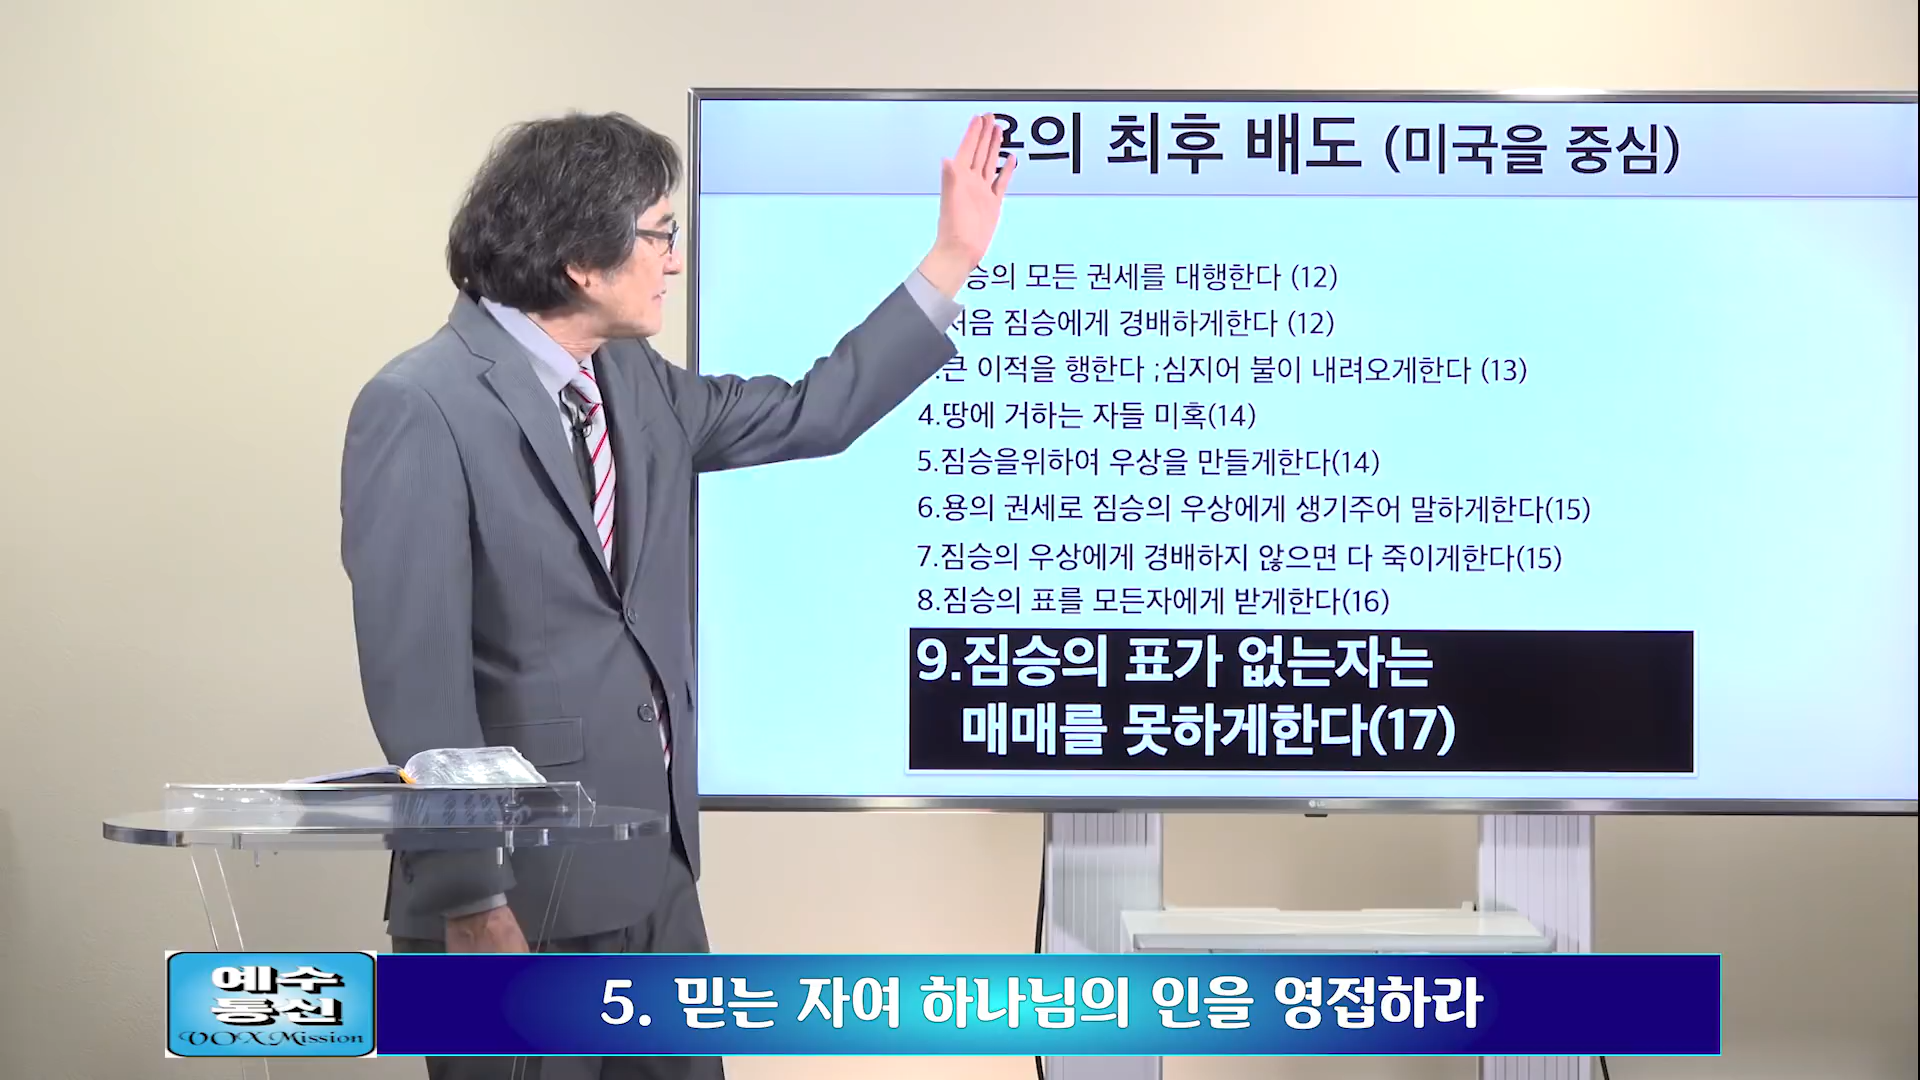 용의 최후 배도 (미국을 중심)
승의 모든 권세를 대행한다 (12)
처음 짐승에게 경배하게한다 (12)
.큰 이적을 행한다 ;심지어 불이 내려오게한다 (13)
4.땅에 거하는 자들 미혹(14)
5.짐승을위하여 우상을 만들게한다(14)
6.용의 권세로 짐승의 우상에게 생기주어 말하게한다(15)
7.짐승의 우상에게 경배하지 않으면 다 죽이게한다(15)
8.짐승의 표를 모든자에게 받게한다(16)
9.짐승의 표가 없는자는
매매를 못하게한다(17)
LG
예수
통신
VOX Mission
5. 믿는 자여 하나님의 인을 영접하라